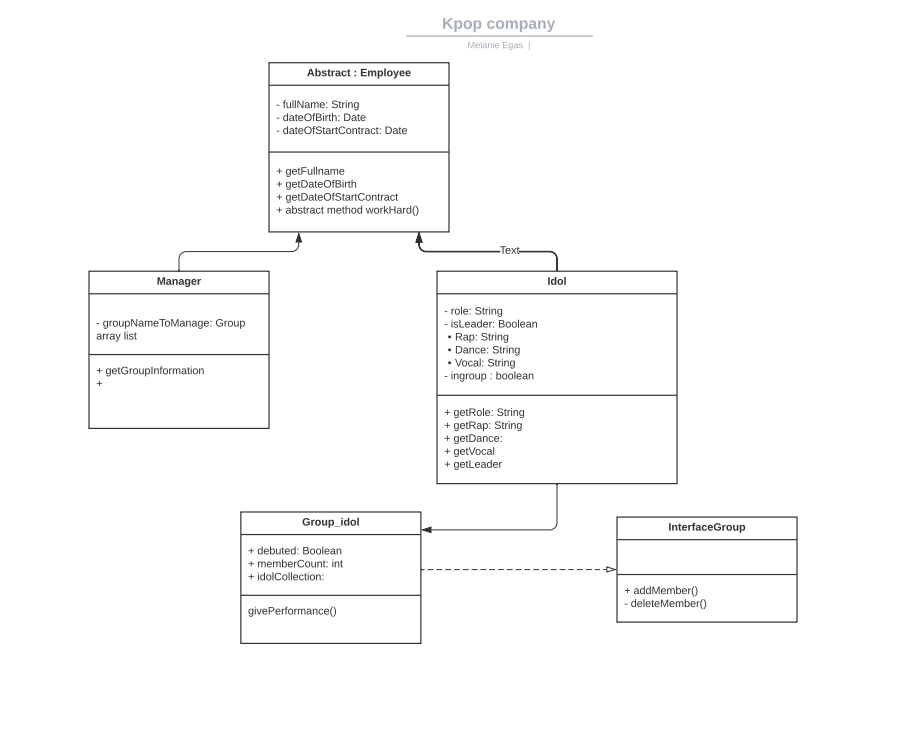 Kpop company
Melanie Egas |
Abstract : Employee
- fullName: String
- dateOfBirth: Date
- dateOfStartContract: Date
+ getFullname
+ getDateOfBirth
+ getDateOfStartContract
+ abstract method workHard()
Text
Manager
- groupNameToManage: Group
array list
+ getGroupInformation
+
Idol
- role: String
- isLeader: Boolean
• Rap: String
• Dance: String
• Vocal: String
- ingroup : boolean
+ getRole: String
+ getRap: String
+ getDance:
+ getVocal
+ getLeader
Group_idol
+ debuted: Boolean
+ memberCount: int
+ idolCollection:
givePerformance()
InterfaceGroup
+ addMember()
- deleteMember()